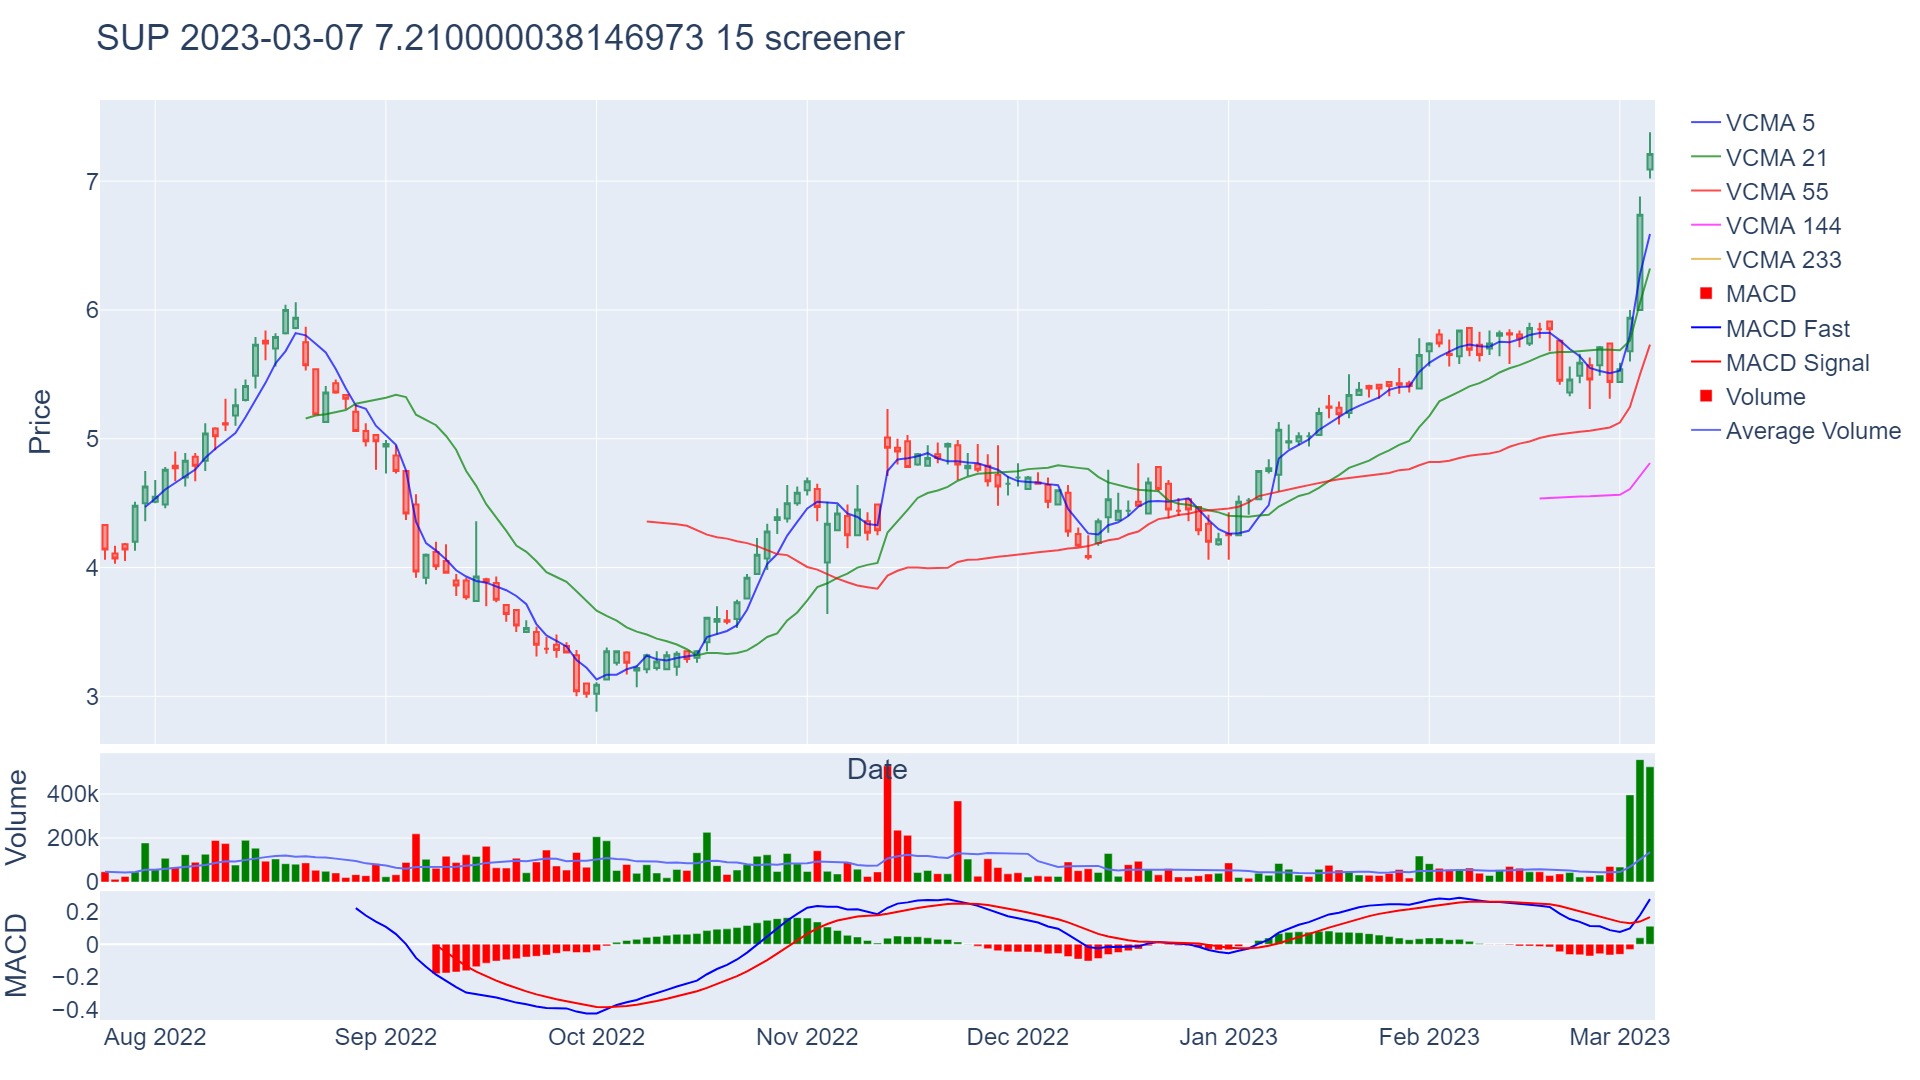 SUP 2023-03-07 7.210000038146973 15 screener
VCMA 5
VCMA 21
VCMA 55
VCMA 144
VCMA 233
MACD
MACD Fast
MACD Signal
Volume
Average Volume
Price
7
6
5
4
3
Date
Volume
400k
200k
0
MACD
0.2
0
−0.2
−0.4
Aug 2022 Sep 2022 Oct 2022 Nov 2022 Dec 2022 Jan 2023 Feb 2023 Mar 2023